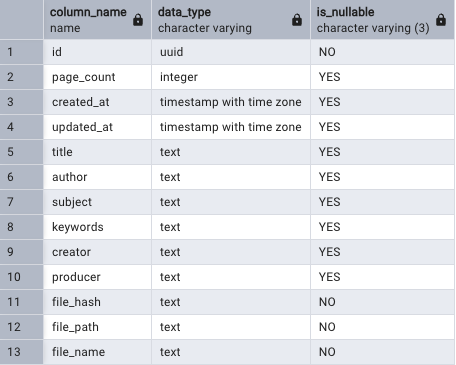 column_name data_type is_nullable
name character varying character varying (3)
1 id uuid NO
2 page_count integer YES
3 created_at timestamp with time zone YES
4 updated_at timestamp with time zone YES
5 title text YES
6 author text YES
7 subject text YES
8 keywords text YES
9 creator text YES
10 producer text YES
11 file_hash text NO
12 file_path text NO
13 file_name text NO